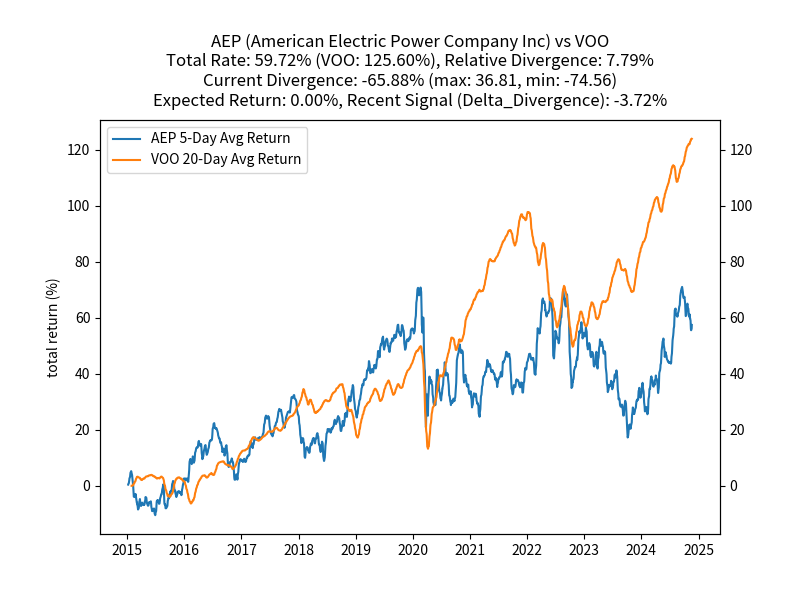 AEP (American Electric Power Company Inc) vs VOO
Total Rate: 59.72% (VOO: 125.60%), Relative Divergence: 7.79%
Current Divergence: -65.88% (max: 36.81, min: -74.56)
Expected Return: 0.00%, Recent Signal (Delta_Divergence): -3.72%
AEP 5-Day Avg Return
VOO 20-Day Avg Return
total return (%)
120 120
100 100
80 80
60 60
40 40
20 20
0 0
2015 2016 2017 2018 2019 2020 2021 2022 2023 2024 2025